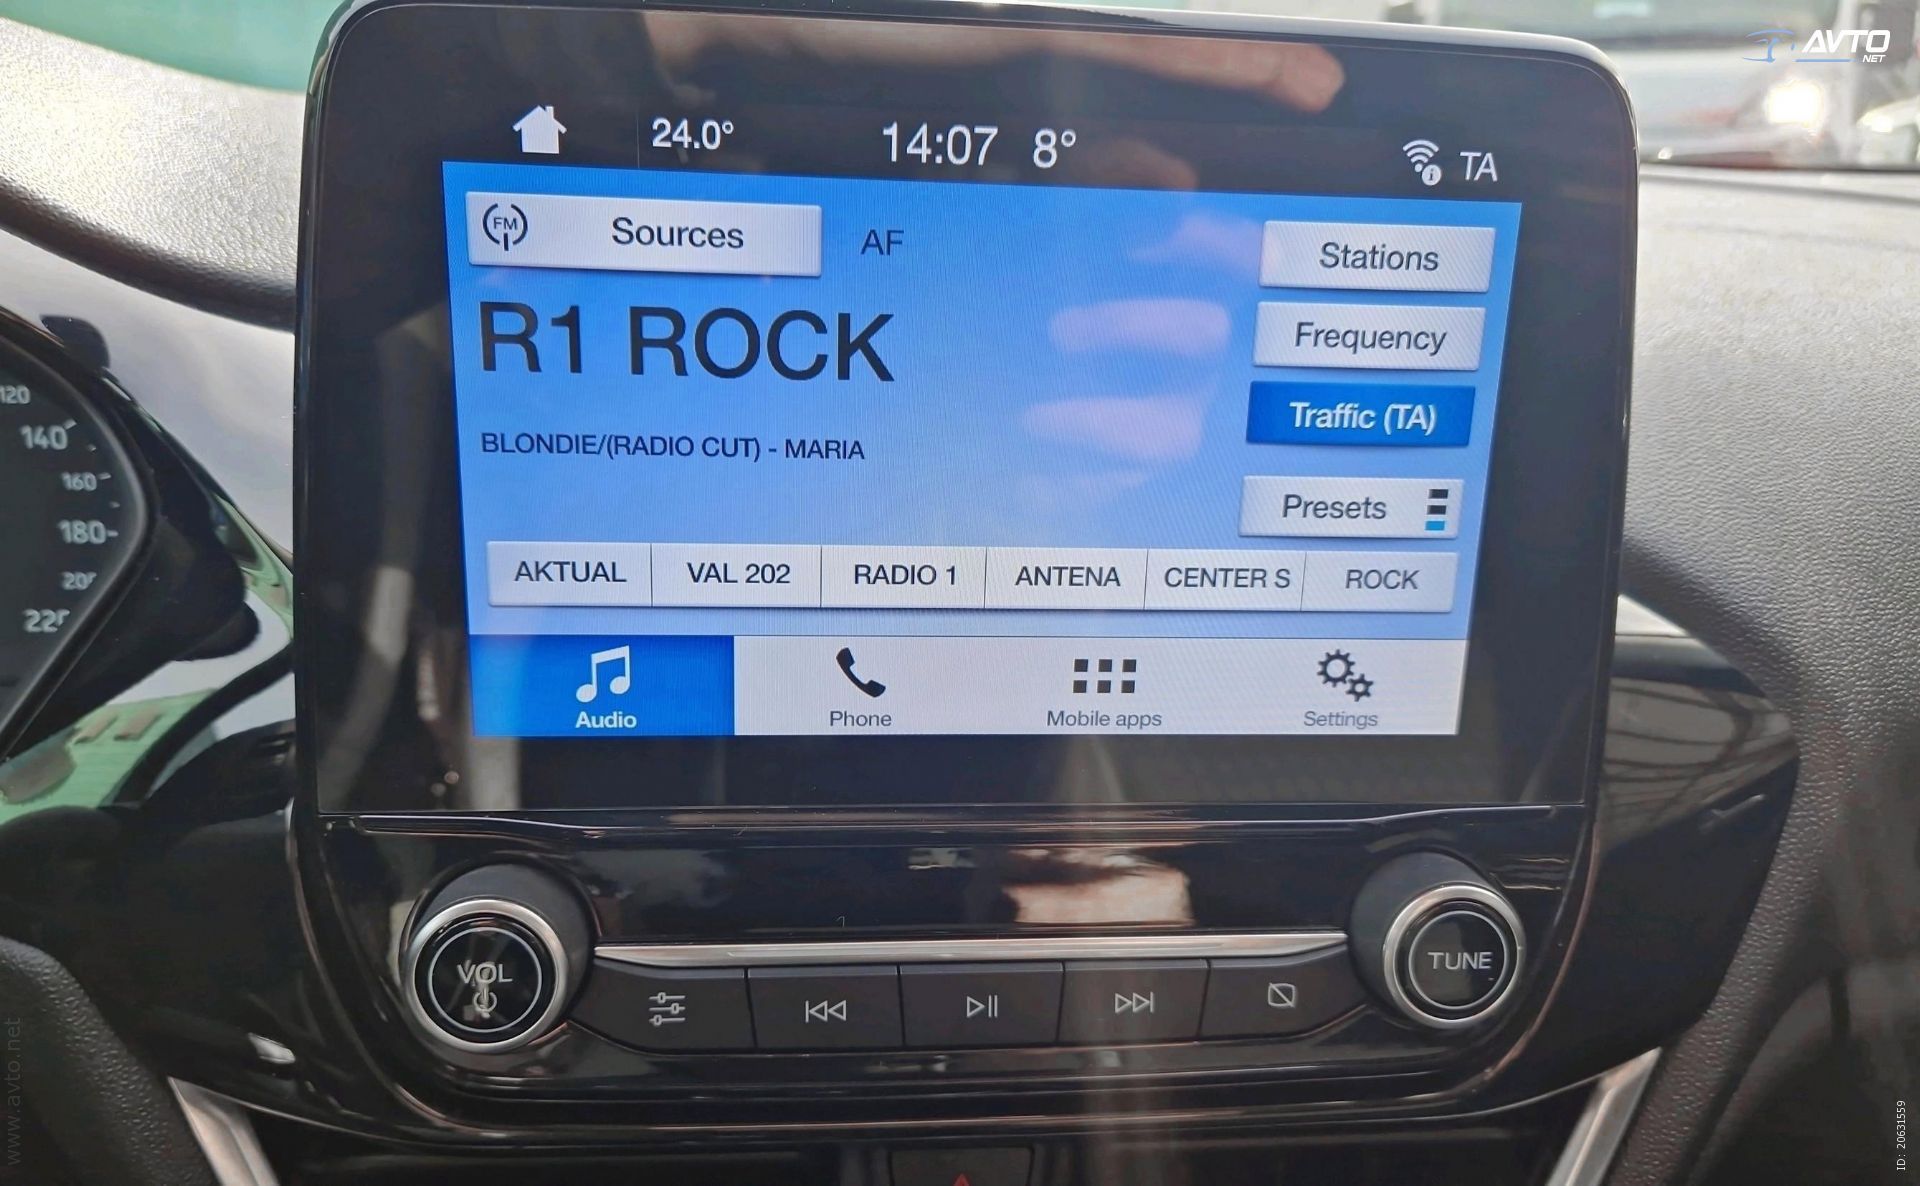 AVTO
NET
24.0° 14:07 8° TA
FM Sources AF Stations
R1 ROCK
Frequency
Traffic (TA)
BLONDIE/(RADIO CUT) - MARIA
Presets
AKTUAL VAL 202 RADIO 1 ANTENA CENTER S ROCK
Audio Phone Mobile apps Settings
120
140
160
180
220
VOL TUNE
www.avto.net
ID: 20631559